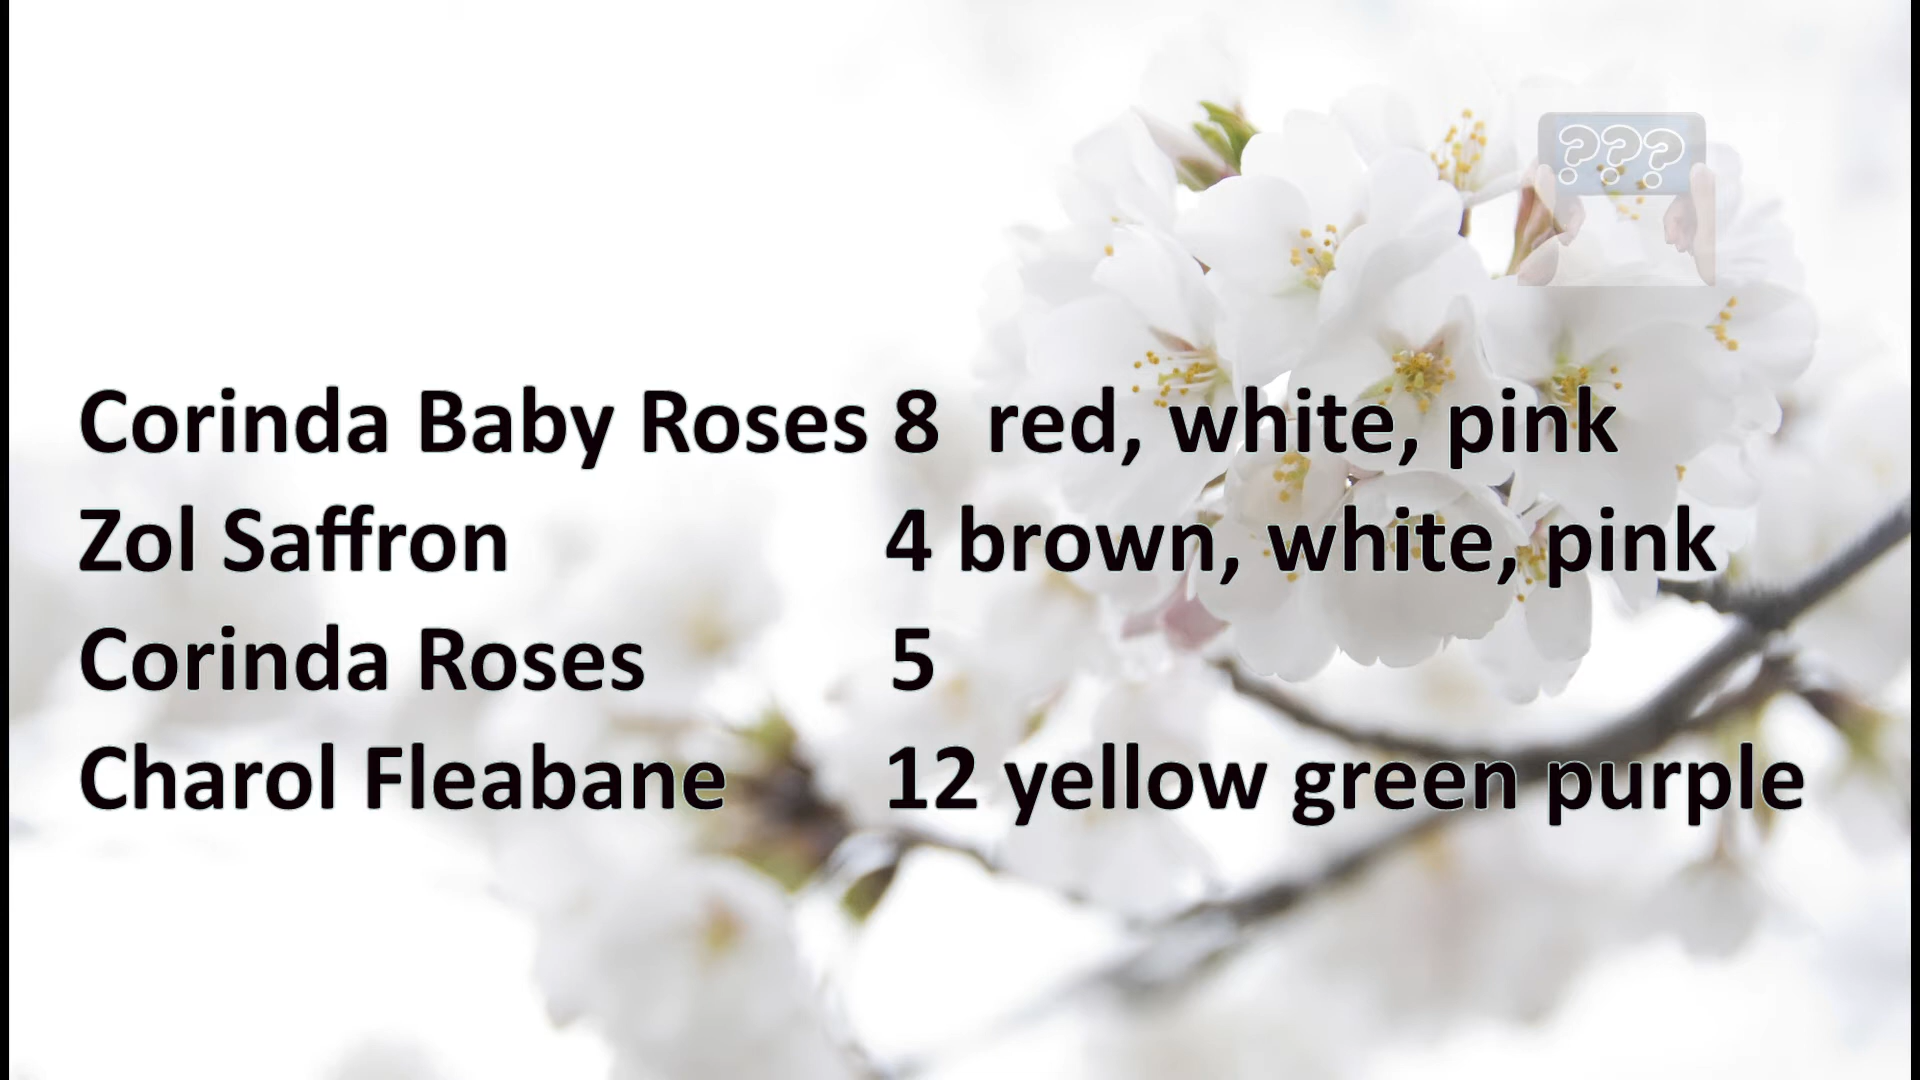 ???
Corinda Baby Roses 8 red, white, pink
Zol Saffron 4 brown, white, pink
Corinda Roses 5
Charol Fleabane 12 yellow green purple